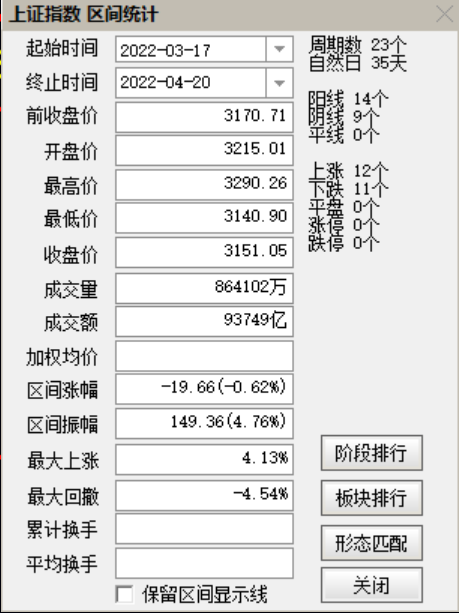 上证指数 区间统计
起始时间 2022-03-17
终止时间 2022-04-20
前收盘价 3170.71
开盘价 3215.01
最高价 3290.26
最低价 3140.90
收盘价 3151.05
成交量 864102万
成交额 93749亿
加权均价
区间涨幅 -19.66(-0.62%)
区间振幅 149.36(4.76%)
最大上涨 4.13%
最大回撤 -4.54%
累计换手
平均换手
保留区间显示线
周期数 23个
自然日 35天
阳线 14个
阴线 9个
平线 0个
上涨 12个
下跌 11个
平盘 0个
涨停 0个
跌停 0个
阶段排行
板块排行
形态匹配
关闭